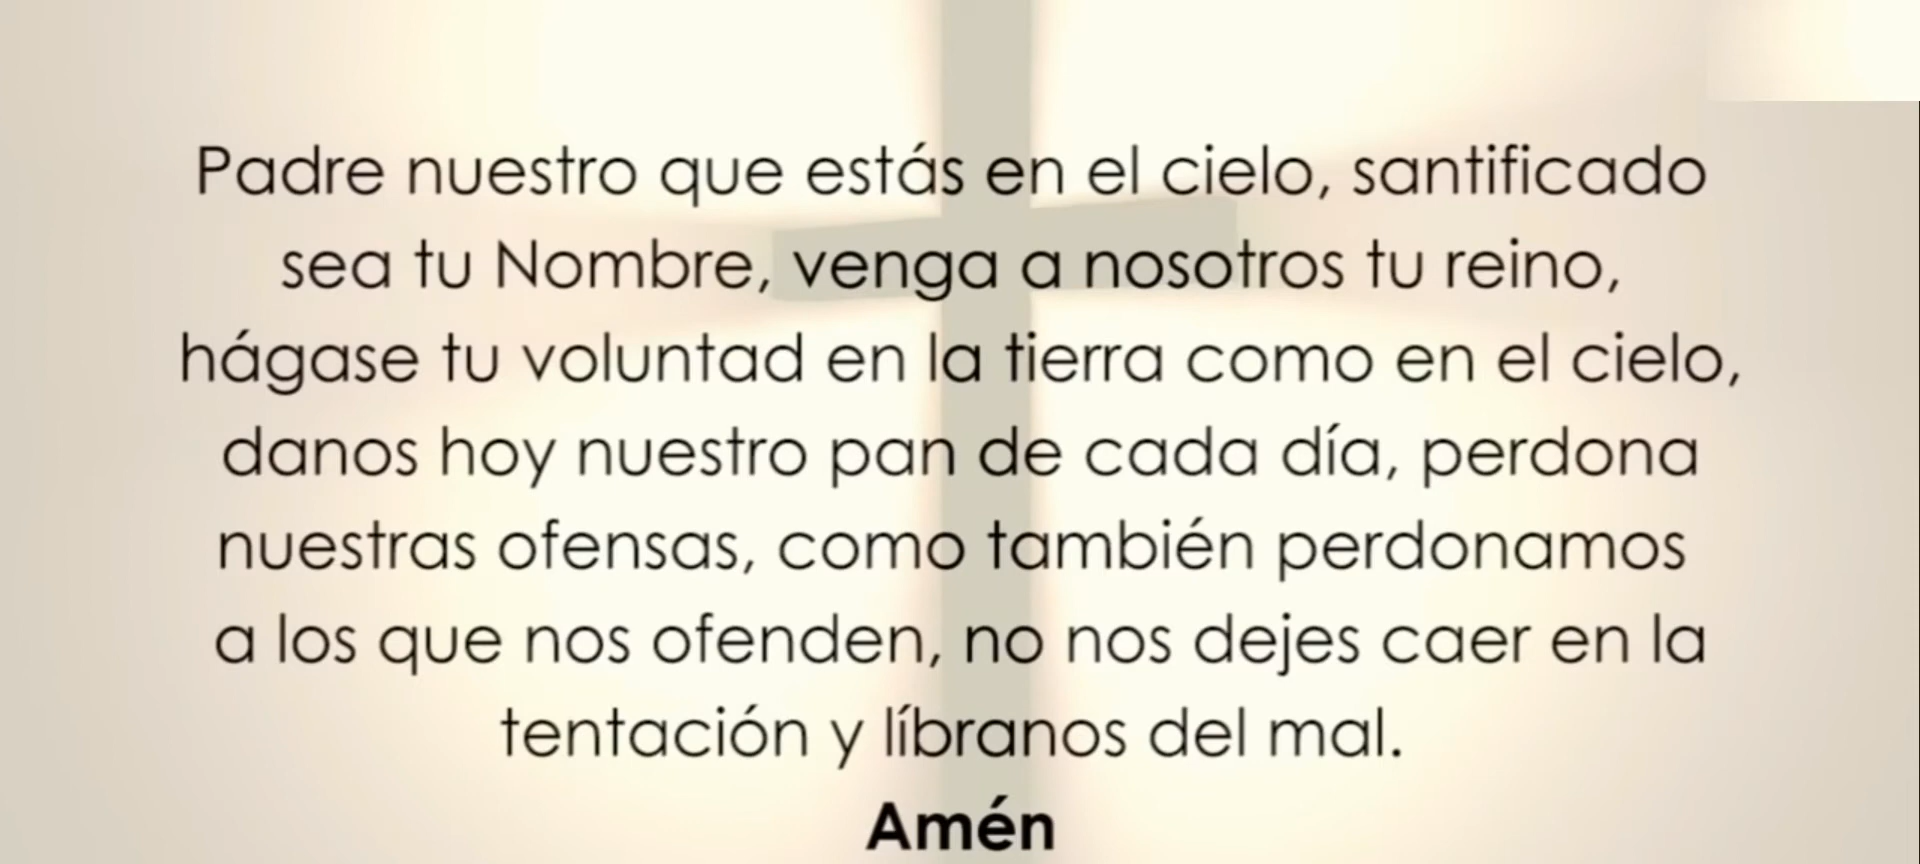 Padre nuestro que estás en el cielo, santificado
sea tu Nombre, venga a nosotros tu reino,
hágase tu voluntad en la tierra como en el cielo,
danos hoy nuestro pan de cada día, perdona
nuestras ofensas, como también perdonamos
a los que nos ofenden, no nos dejes caer en la
tentación y líbranos del mal.
Amén